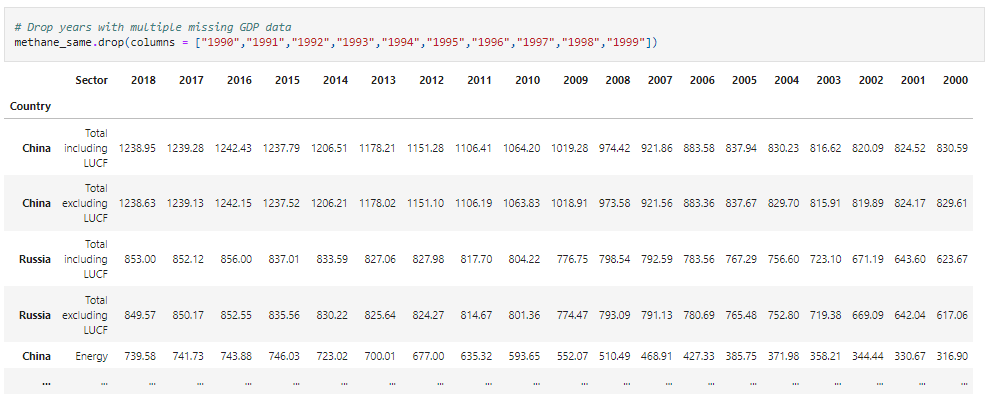 # Drop years with multiple missing GDP data
methane_same.drop(columns = ["1990","1991","1992","1993","1994","1995","1996","1997","1998","1999"])
Sector 2018 2017 2016 2015 2014 2013 2012 2011 2010 2009 2008 2007 2006 2005 2004 2003 2002 2001 2000
Country
Total
China including 1238.95 1239.28 1242.43 1237.79 1206.51 1178.21 1151.28 1106.41 1064.20 1019.28 974.42 921.86 883.58 837.94 830.23 816.62 820.09 824.52 830.59
LUCF
Total
China excluding 1238.63 1239.13 1242.15 1237.52 1206.21 1178.02 1151.10 1106.19 1063.83 1018.91 973.58 921.56 883.36 837.67 829.70 815.91 819.89 824.17 829.61
LUCF
Total
Russia including 853.00 852.12 856.00 837.01 833.59 827.06 827.98 817.70 804.22 776.75 798.54 792.59 783.56 767.29 756.60 723.10 671.19 643.60 623.67
LUCF
Total
Russia excluding 849.57 850.17 852.55 835.56 830.22 825.64 824.27 814.67 801.36 774.47 793.09 791.13 780.69 765.48 752.80 719.38 669.09 642.04 617.06
LUCF
China Energy 739.58 741.73 743.88 746.03 723.02 700.01 677.00 635.32 593.65 552.07 510.49 468.91 427.33 385.75 371.98 358.21 344.44 330.67 316.90
... ... ... ... ... ... ... ... ... ... ... ... ... ... ... ... ... ... ... ... ...